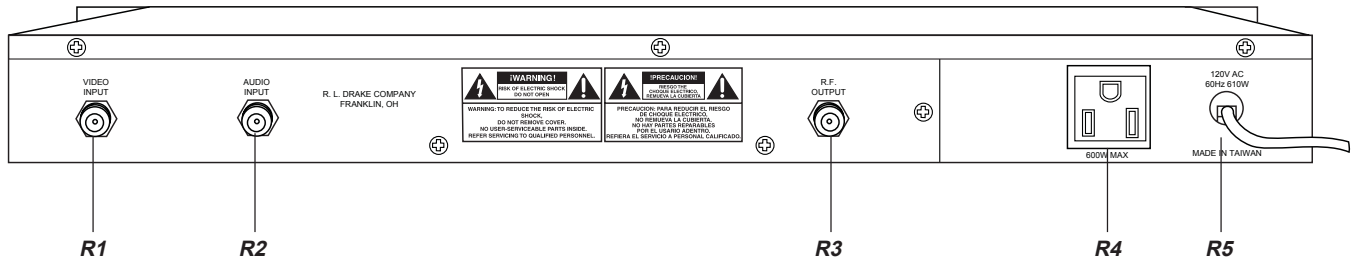 VIDEO
INPUT
AUDIO
INPUT
R. L. DRAKE COMPANY
FRANKLIN, OH
¡WARNING!
RISK OF ELECTRIC SHOCK
DO NOT OPEN
WARNING: TO REDUCE THE RISK OF ELECTRIC
SHOCK,
DO NOT REMOVE COVER.
NO USER-SERVICEABLE PARTS INSIDE.
REFER SERVICING TO QUALIFIED PERSONNEL.
!PRECAUCION!
RIESGO THE
CHOQUE ELECTRICO,
REMUEVA LA CUBIERTA.
PRECAUCION: PARA REDUCIR EL RIESGO
DE CHOQUE ELECTRICO,
NO REMUEVA LA CUBIERTA.
NO HAY PARTES REPARABLES
POR EL USARIO ADENTRO.
REFIERA EL SERVICIO A PERSONAL CALIFICADO.
R.F.
OUTPUT
600W MAX
120V AC
60Hz 610W
MADE IN TAIWAN
R1
R2
R3
R4
R5